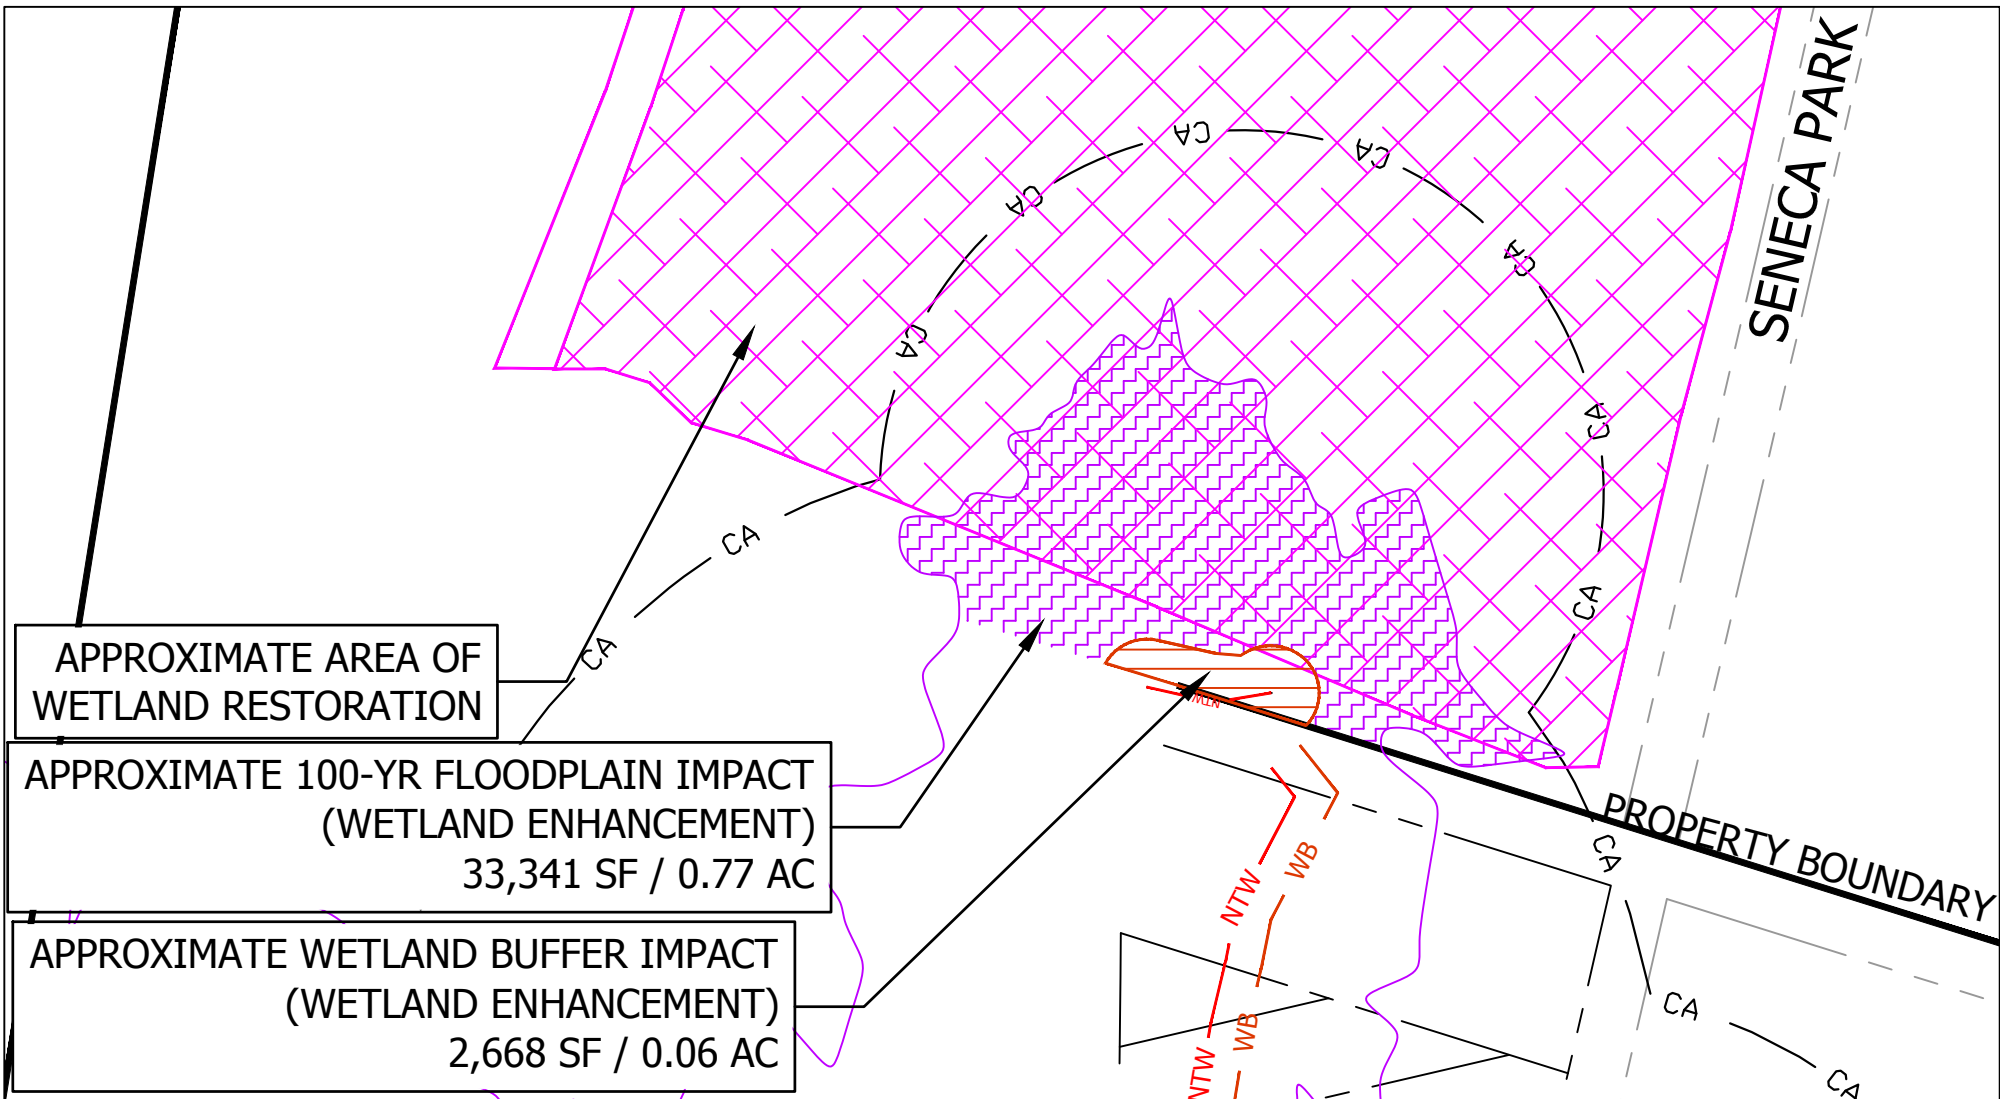 SENECA PARK
CA
CA
CA
CA
CA
CA
CA
CA
CA
APPROXIMATE AREA OF
WETLAND RESTORATION
APPROXIMATE 100-YR FLOODPLAIN IMPACT
(WETLAND ENHANCEMENT)
33,341 SF / 0.77 AC
APPROXIMATE WETLAND BUFFER IMPACT
(WETLAND ENHANCEMENT)
2,668 SF / 0.06 AC
NTW
PROPERTY BOUNDARY
WB
CA
NTW
CA
WB
NTW
CA